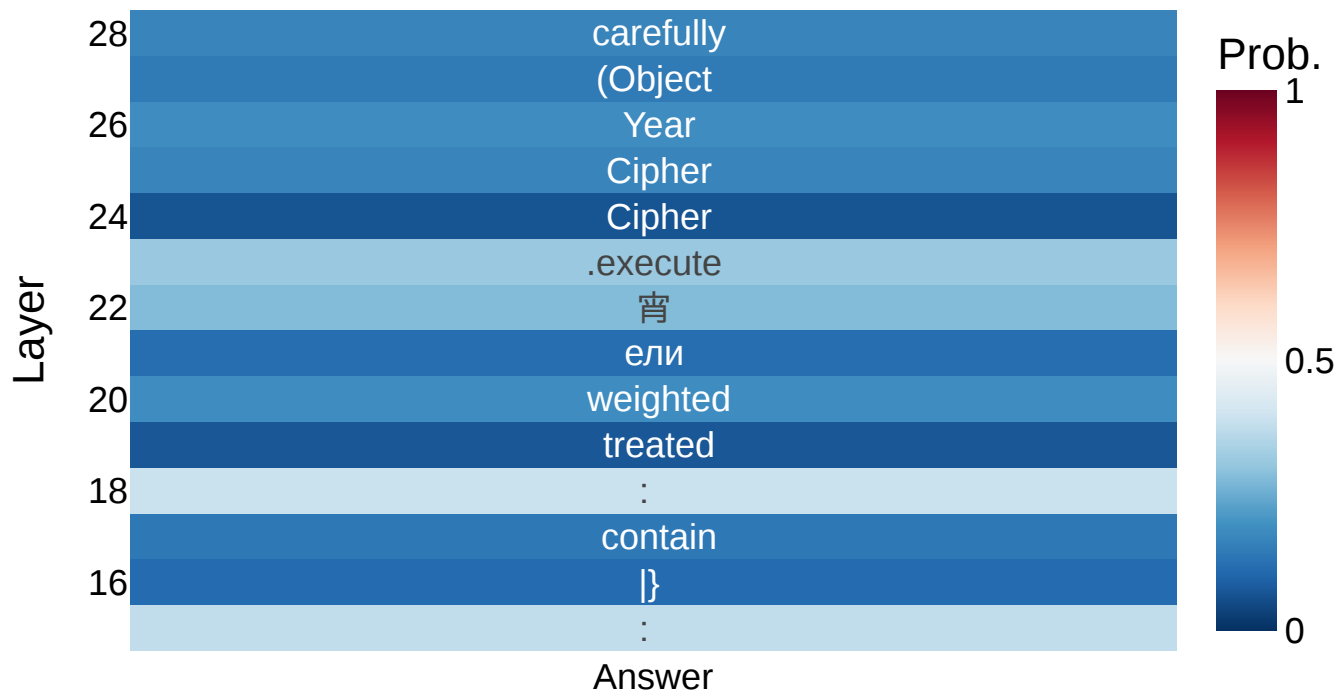 Prob.
28 carefully
(Object
26 Year
Cipher
24 Cipher
.execute
22 宵
ели
20 weighted
treated
18 :
contain
16 |}
:
Layer
Answer
1
0.5
0